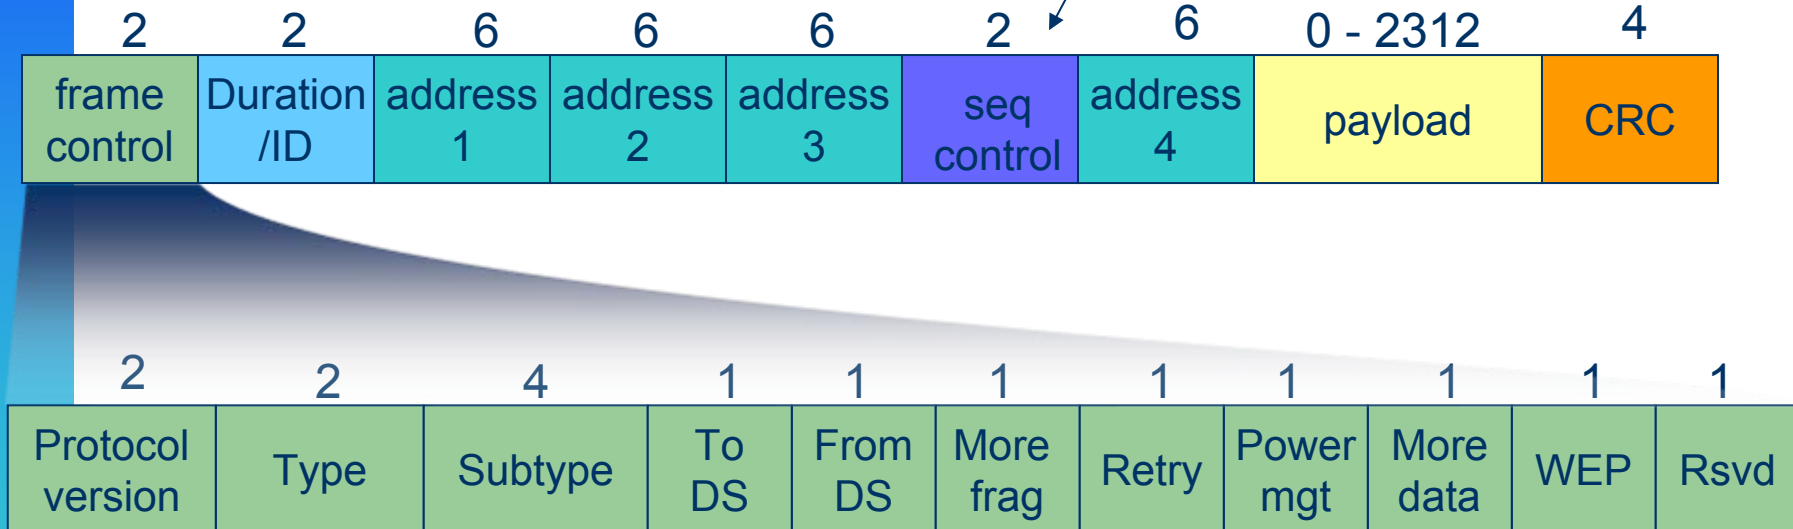 2 2 6 6 6 2 6 0 - 2312 4
frame control
Duration /ID
address 1
address 2
address 3
seq control
address 4
payload
CRC
2 2 4 1 1 1 1 1 1 1 1
Protocol version
Type
Subtype
To DS
From DS
More frag
Retry
Power mgt
More data
WEP
Rsvd